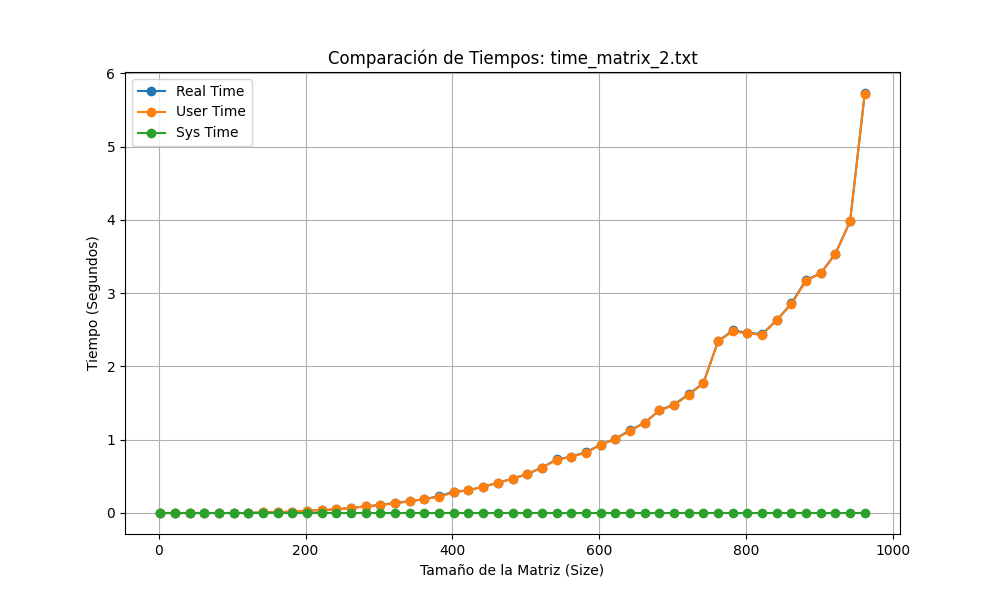 Comparación de Tiempos: time_matrix_2.txt
Real Time
User Time
Sys Time
6
5
4
3
2
1
0
Tiempo (Segundos)
0 200 400 600 800 1000
Tamaño de la Matriz (Size)